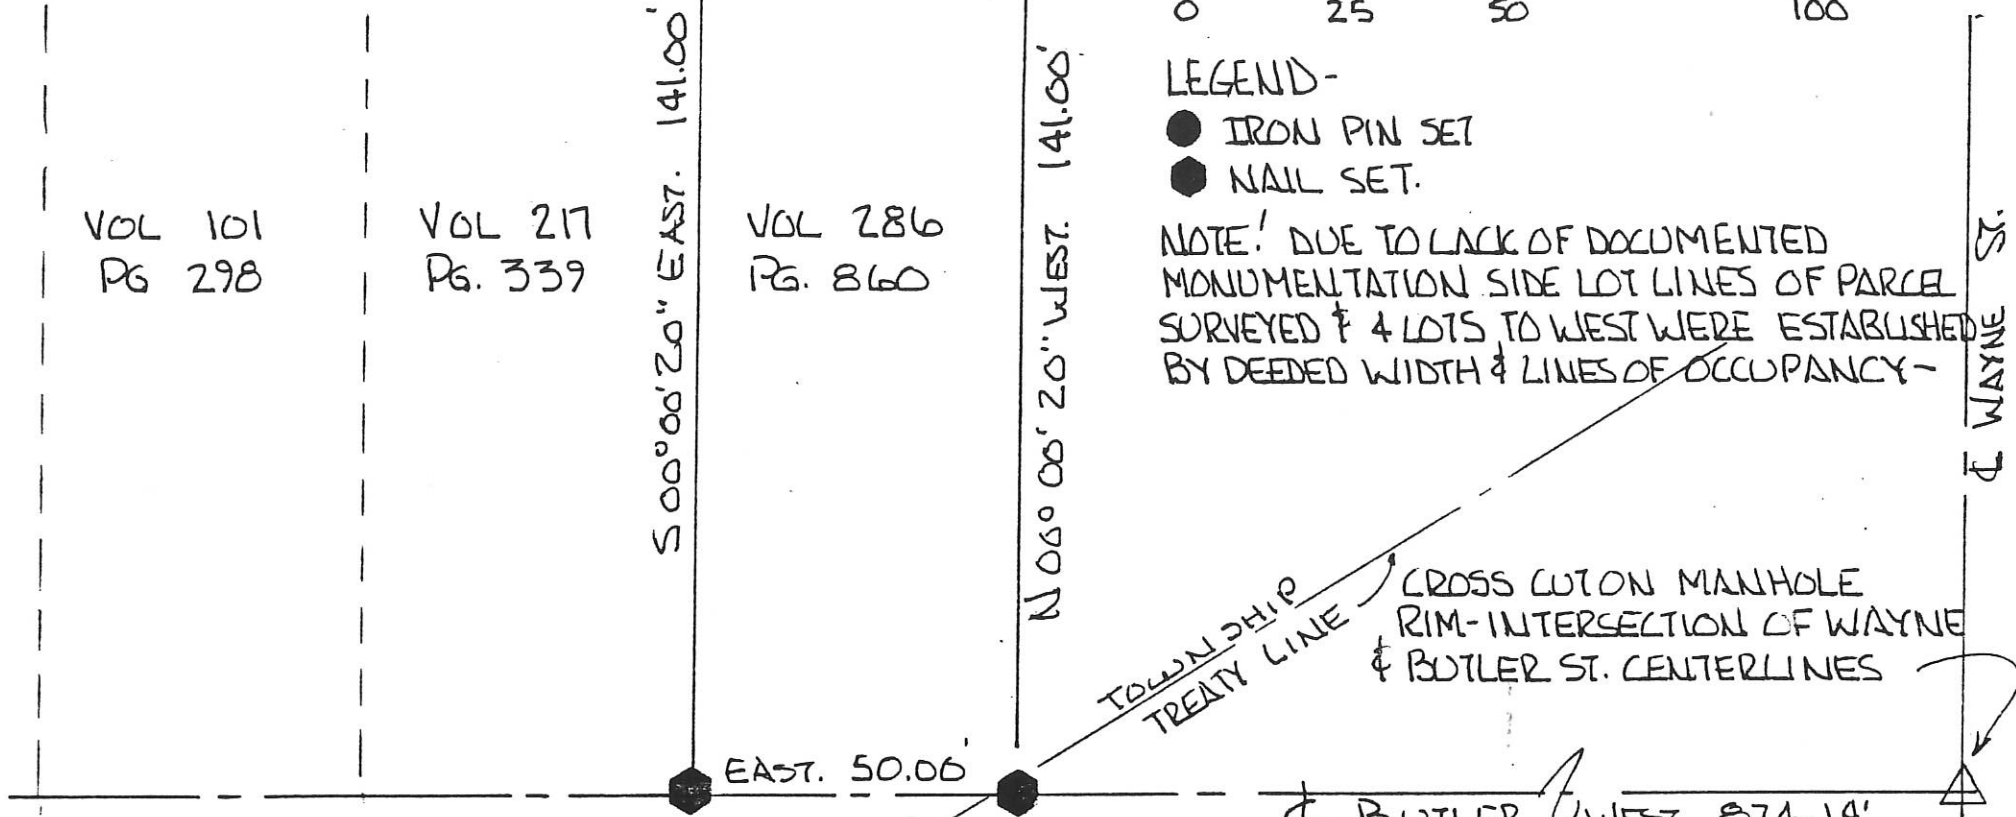 0 25 50 100
LEGEND-
IRON PIN SET
NAIL SET.
NOTE! DUE TO LACK OF DOCUMENTED
MONUMENTATION SIDE LOT LINES OF PARCEL
SURVEYED & 4 LOTS TO WEST WERE ESTABLISHED
BY DEEDED WIDTH & LINES OF OCCUPANCY-
VOL 101
PG 298
VOL 217
PG. 339
S 00°00'20" EAST. 141.00'
VOL 286
PG. 860
N 00° 00' 20" WEST. 141.00'
℄ WAYNE ST.
TOWNSHIP
TREATY LINE
CROSS CUT ON MANHOLE
RIM-INTERSECTION OF WAYNE
& BUTLER ST. CENTERLINES
EAST. 50.00'
℄ BUTLER WEST 874.14'